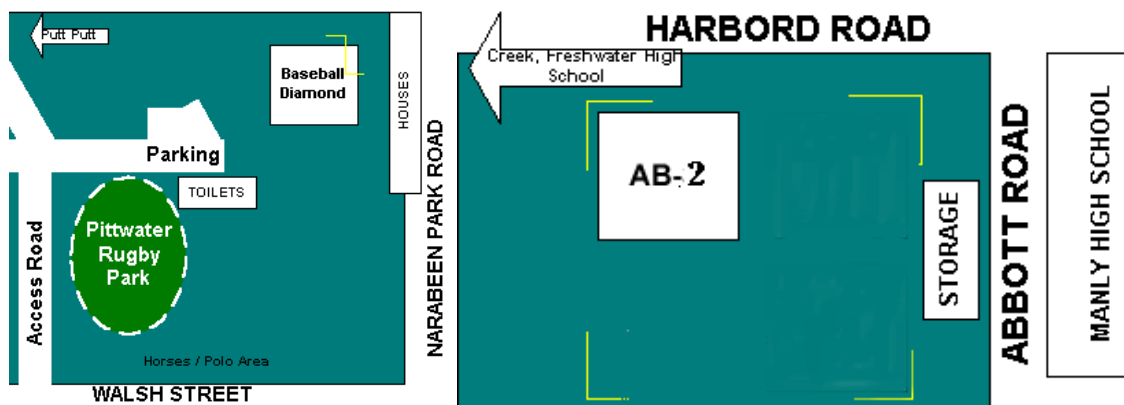 Putt Putt
Baseball
Diamond
HOUSES
Parking
TOILETS
Pittwater
Rugby
Park
Access Road
Horses / Polo Area
WALSH STREET
NARABEEN PARK ROAD
HARBORD ROAD
Creek, Freshwater High
School
AB-2
STORAGE
ABBOTT ROAD
MANLY HIGH SCHOOL